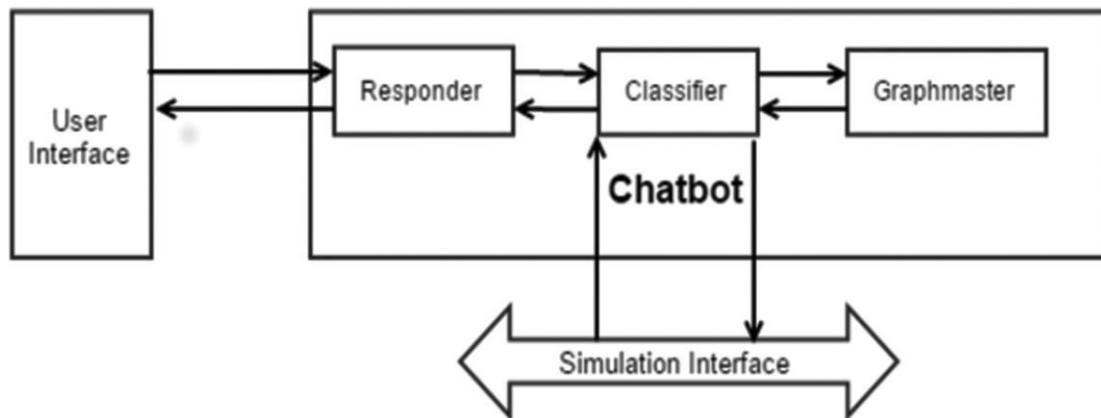 User
Interface
Responder
Classifier
Graphmaster
Chatbot
Simulation Interface